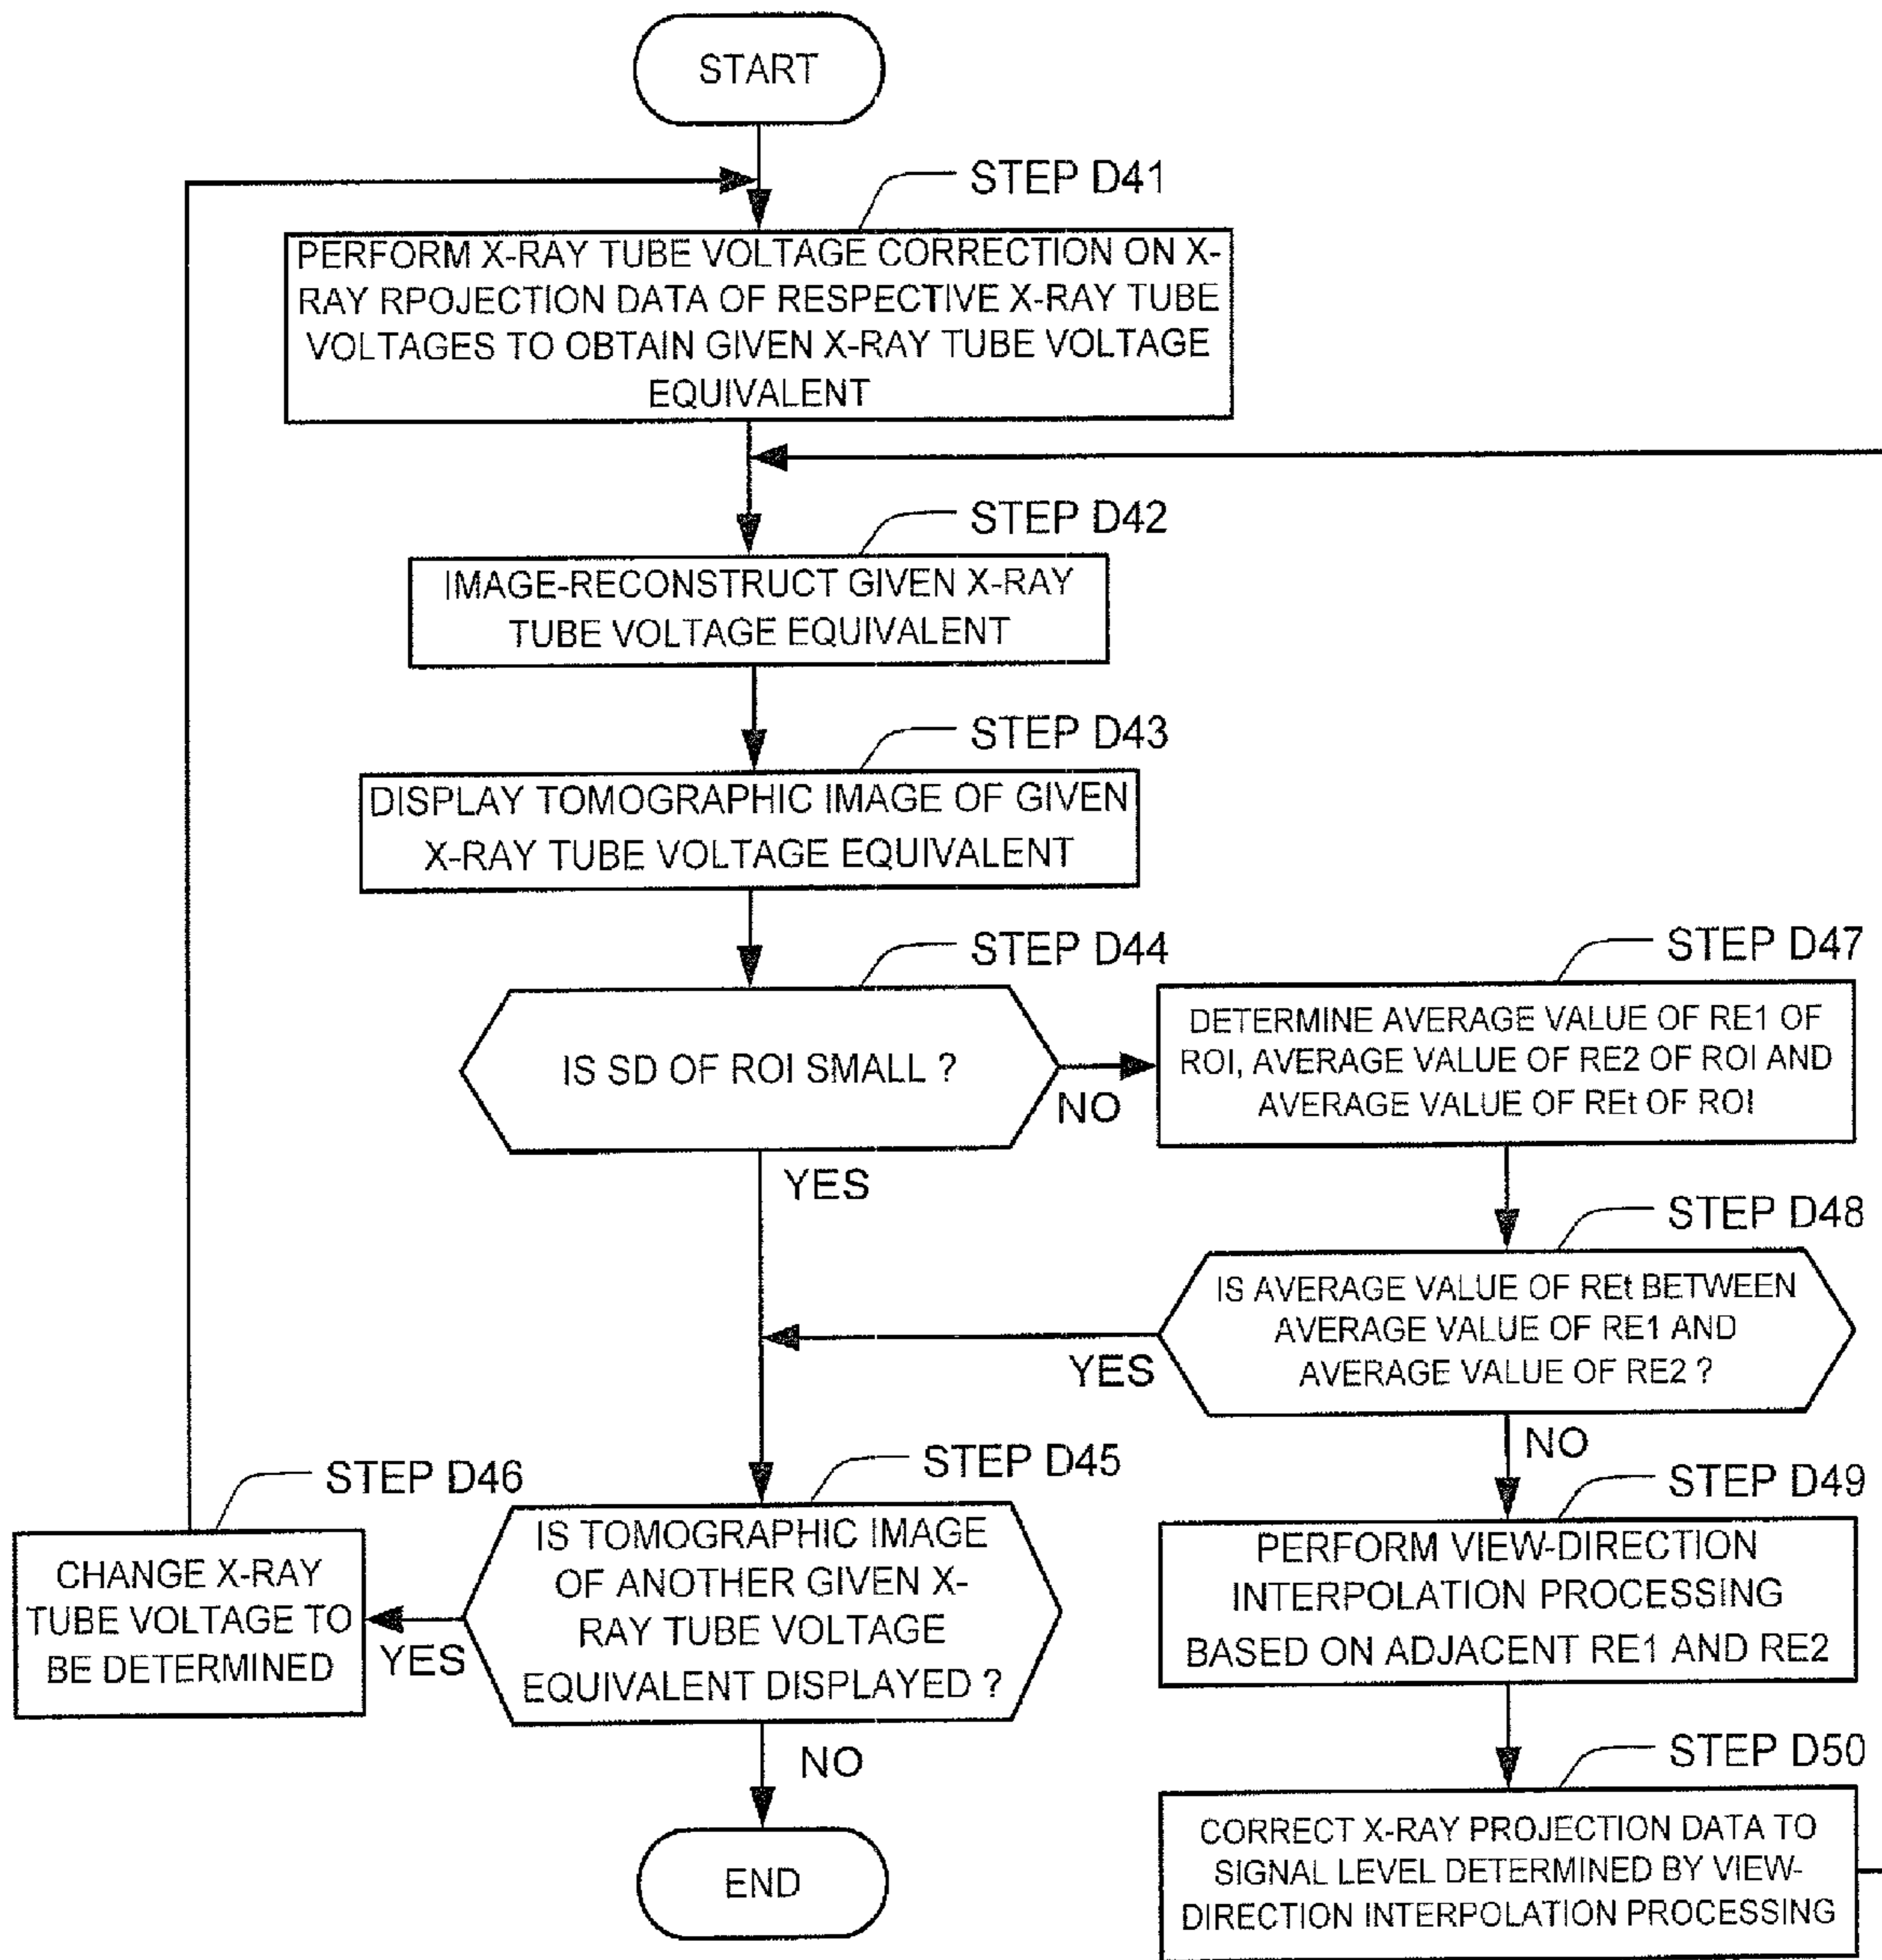 START
STEP D41
PERFORM X-RAY TUBE VOLTAGE CORRECTION ON X-
RAY RPOJECTION DATA OF RESPECTIVE X-RAY TUBE
VOLTAGES TO OBTAIN GIVEN X-RAY TUBE VOLTAGE
EQUIVALENT
STEP D42
IMAGE-RECONSTRUCT GIVEN X-RAY
TUBE VOLTAGE EQUIVALENT
STEP D43
DISPLAY TOMOGRAPHIC IMAGE OF GIVEN
X-RAY TUBE VOLTAGE EQUIVALENT
STEP D44
IS SD OF ROI SMALL ?
NO
YES
STEP D47
DETERMINE AVERAGE VALUE OF RE1 OF
ROI, AVERAGE VALUE OF RE2 OF ROI AND
AVERAGE VALUE OF REt OF ROI
STEP D48
IS AVERAGE VALUE OF REt BETWEEN
AVERAGE VALUE OF RE1 AND
AVERAGE VALUE OF RE2 ?
YES
NO
STEP D45
IS TOMOGRAPHIC IMAGE
OF ANOTHER GIVEN X-
RAY TUBE VOLTAGE
EQUIVALENT DISPLAYED ?
YES
NO
STEP D46
CHANGE X-RAY
TUBE VOLTAGE TO
BE DETERMINED
STEP D49
PERFORM VIEW-DIRECTION
INTERPOLATION PROCESSING
BASED ON ADJACENT RE1 AND RE2
STEP D50
CORRECT X-RAY PROJECTION DATA TO
SIGNAL LEVEL DETERMINED BY VIEW-
DIRECTION INTERPOLATION PROCESSING
END